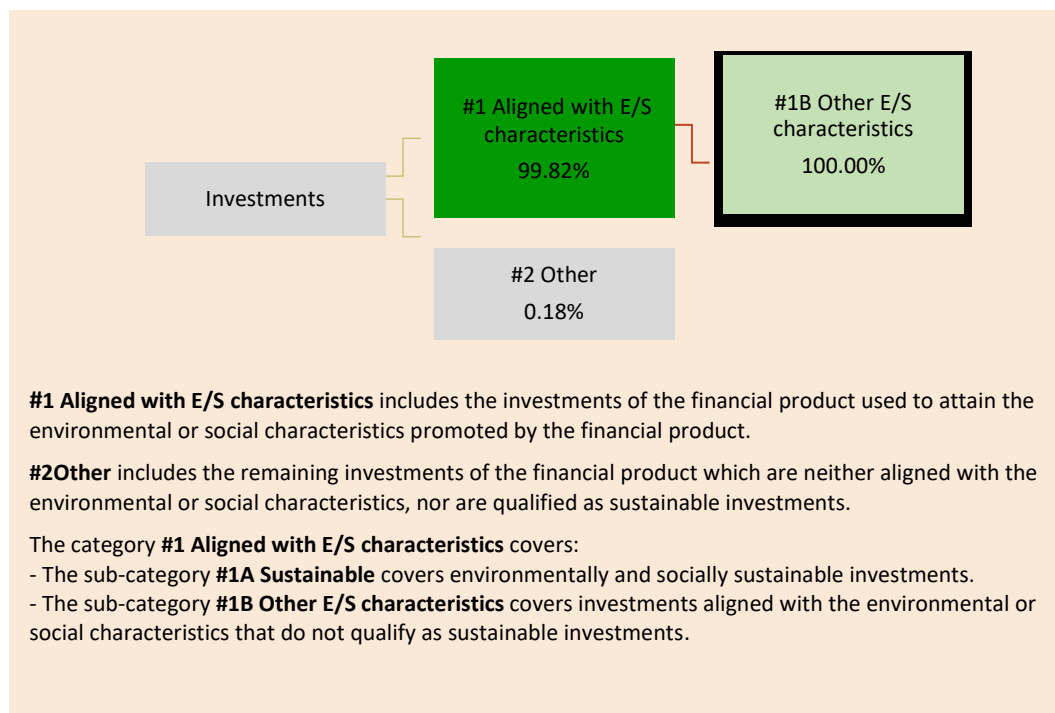 #1 Aligned with E/S
characteristics
99.82%
#1B Other E/S
characteristics
100.00%
Investments
#2 Other
0.18%
#1 Aligned with E/S characteristics includes the investments of the financial product used to attain the
environmental or social characteristics promoted by the financial product.
#2Other includes the remaining investments of the financial product which are neither aligned with the
environmental or social characteristics, nor are qualified as sustainable investments.
The category #1 Aligned with E/S characteristics covers:
- The sub-category #1A Sustainable covers environmentally and socially sustainable investments.
- The sub-category #1B Other E/S characteristics covers investments aligned with the environmental or
social characteristics that do not qualify as sustainable investments.